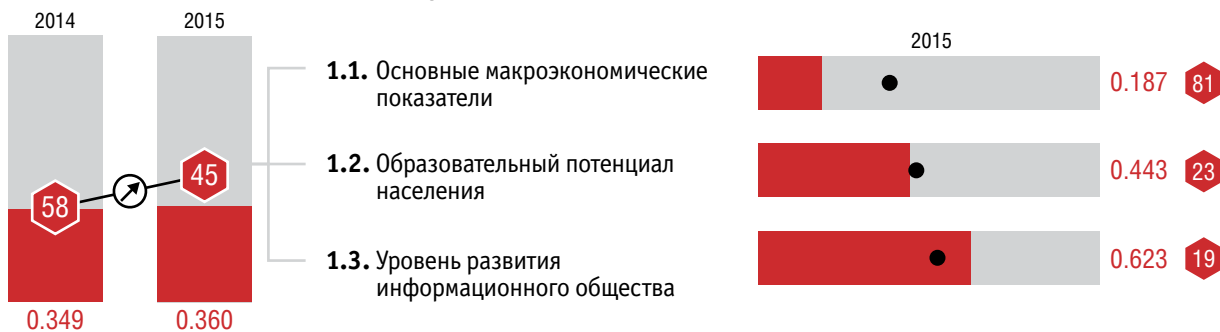 2014
2015
58
45
0.349
0.360
1.1. Основные макроэкономические
показатели
1.2. Образовательный потенциал
населения
1.3. Уровень развития
информационного общества
2015
0.187 81
0.443 23
0.623 19